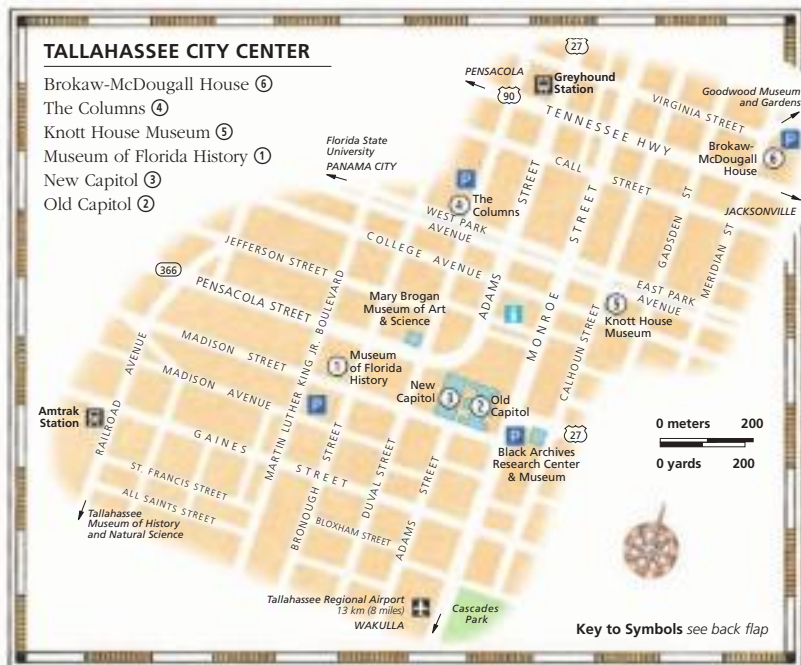 TALLAHASSEE CITY CENTER
Brokaw-McDougall House ⑥
The Columns ④
Knott House Museum ⑤
Museum of Florida History ①
New Capitol ③
Old Capitol ②
27
PENSACOLA
90
Greyhound
Station
VIRGINIA STREET
Goodwood Museum
and Gardens
TENNESSEE HWY
P
Brokaw-
McDougall
House
6
Florida State
University
PANAMA CITY
P
4
The
Columns
CALL STREET
JACKSONVILLE
WEST PARK
AVENUE
ADAMS STREET
MONROE STREET
GADSDEN ST
MERIDIAN ST
JEFFERSON STREET
COLLEGE AVENUE
366
PENSACOLA STREET
EAST PARK
AVENUE
5
Knott House
Museum
Mary Brogan
Museum of Art
& Science
i
CALHOUN STREET
MARTIN LUTHER KING JR. BOULEVARD
MADISON STREET
1
Museum
of Florida
History
MADISON AVENUE
New
Capitol
3
2
Old
Capitol
P
Amtrak
Station
RAILROAD AVENUE
P
27
Black Archives
Research Center
& Museum
0 meters 200
0 yards 200
GAINES STREET
BRONOUGH STREET
DUVAL STREET
ADAMS STREET
ST. FRANCIS STREET
ALL SAINTS STREET
BLOXHAM STREET
Tallahassee
Museum of History
and Natural Science
Tallahassee Regional Airport
13 km (8 miles)
WAKULLA
Cascades
Park
Key to Symbols see back flap